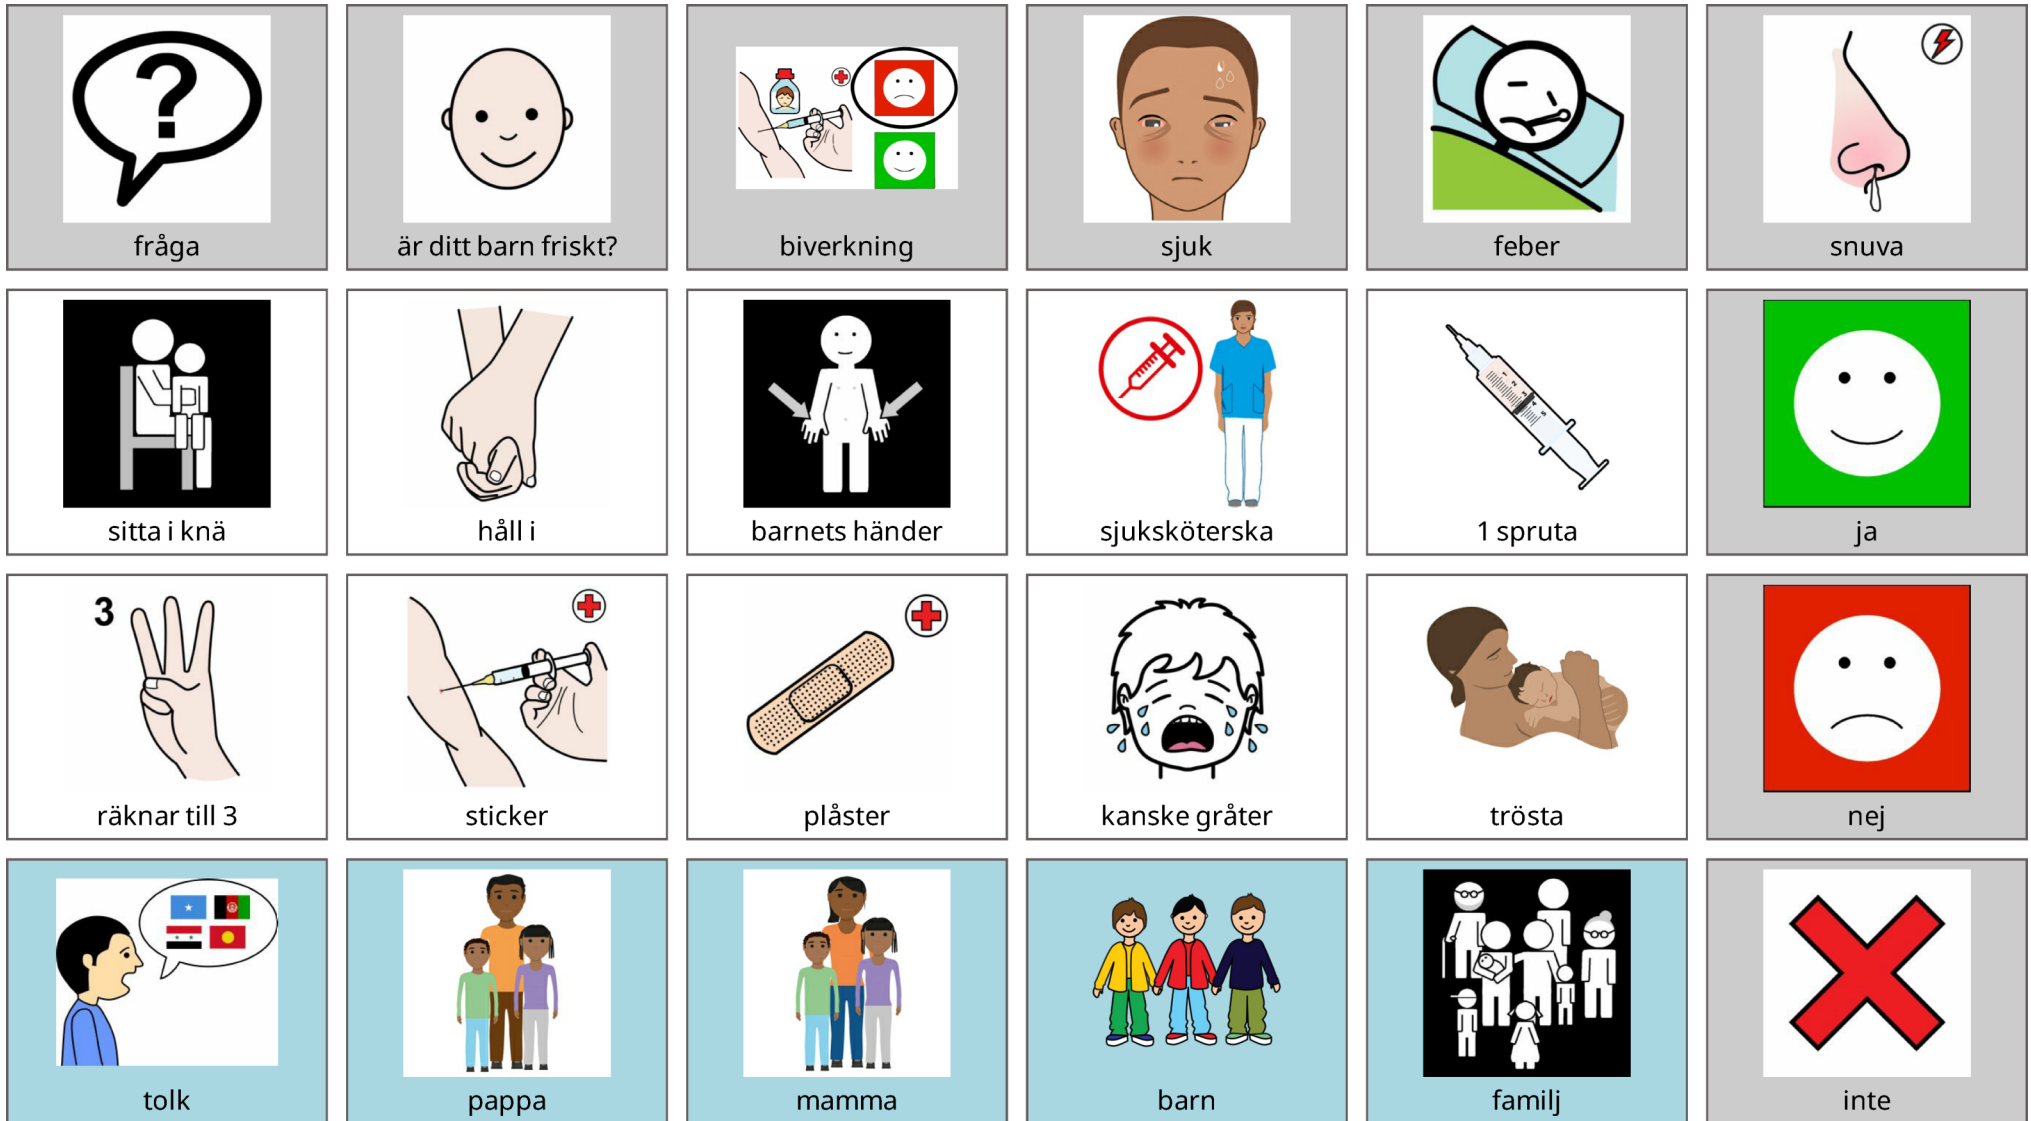 ?
fråga
är ditt barn friskt?
biverkning
sjuk
feber
snuva
sitta i knä
håll i
barnets händer
sjuksköterska
1 spruta
ja
3
räknar till 3
sticker
plåster
kanske gråter
trösta
nej
tolk
pappa
mamma
barn
familj
inte